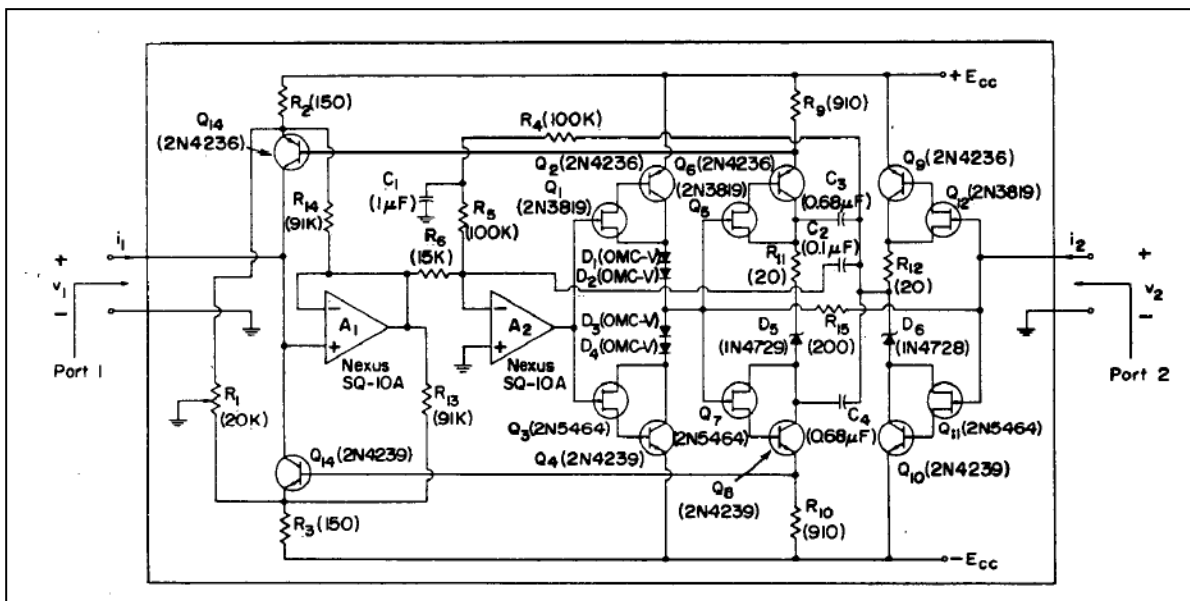 + E_cc
R2 (150)
R9 (910)
Q14
(2N4236)
R4 (100K)
Q2 (2N4236)
Q6 (2N4236)
Q9 (2N4236)
Q1
(2N3819)
(2N3819)
Q5
C3
(0.68μF)
Q12 (2N3819)
C1
(1μF)
R14
(91K)
R5
(100K)
R6
(15K)
C2
(0.1μF)
i1
+
v1
−
Port 1
D1 (OMC-V)
D2 (OMC-V)
R11
(20)
R12
(20)
i2
+
v2
−
Port 2
−
A1
+
Nexus
SQ-10A
−
A2
+
Nexus
SQ-10A
D3 (OMC-V)
D4 (OMC-V)
D5
(1N4729)
R15
(200)
D6
(1N4728)
R1
(20K)
R13
(91K)
Q7
C4
(0.68μF)
Q3 (2N5464)
(2N5464)
Q11 (2N5464)
Q14 (2N4239)
Q4 (2N4239)
Q8
(2N4239)
Q10 (2N4239)
R3 (150)
R10
(910)
− E_cc